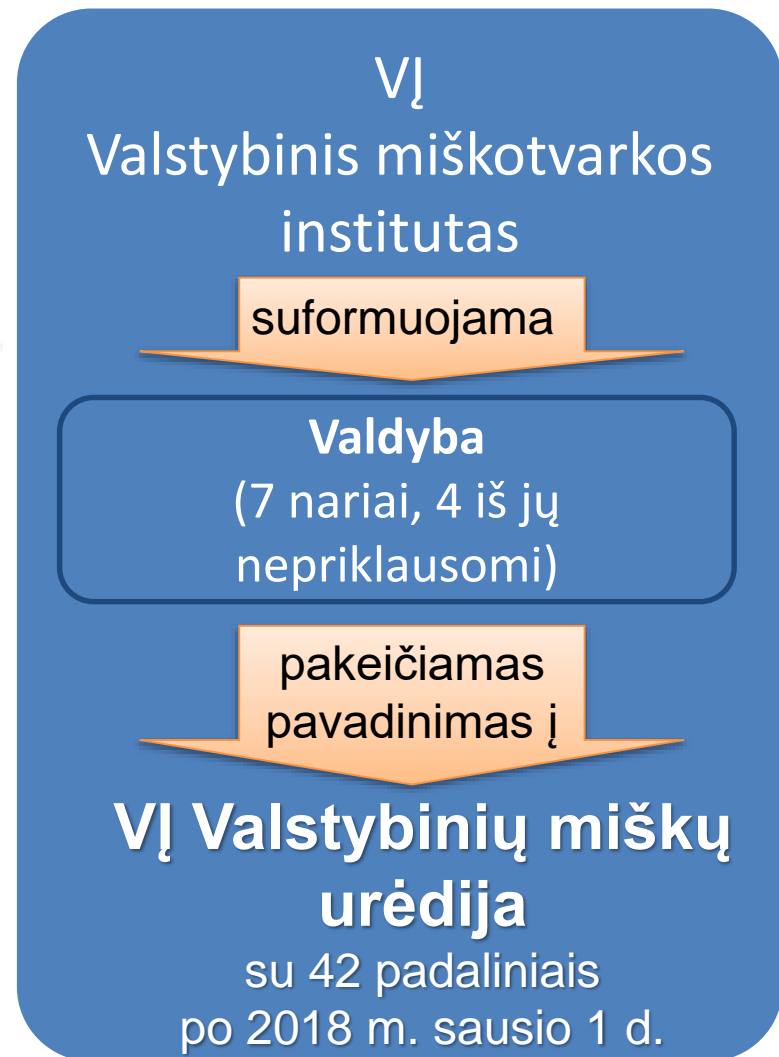 VĮ
Valstybinis miškotvarkos
institutas
suformuojama
Valdyba
(7 nariai, 4 iš jų
nepriklausomi)
pakeičiamas
pavadinimas į
VĮ Valstybinių miškų
urėdija
su 42 padaliniais
po 2018 m. sausio 1 d.